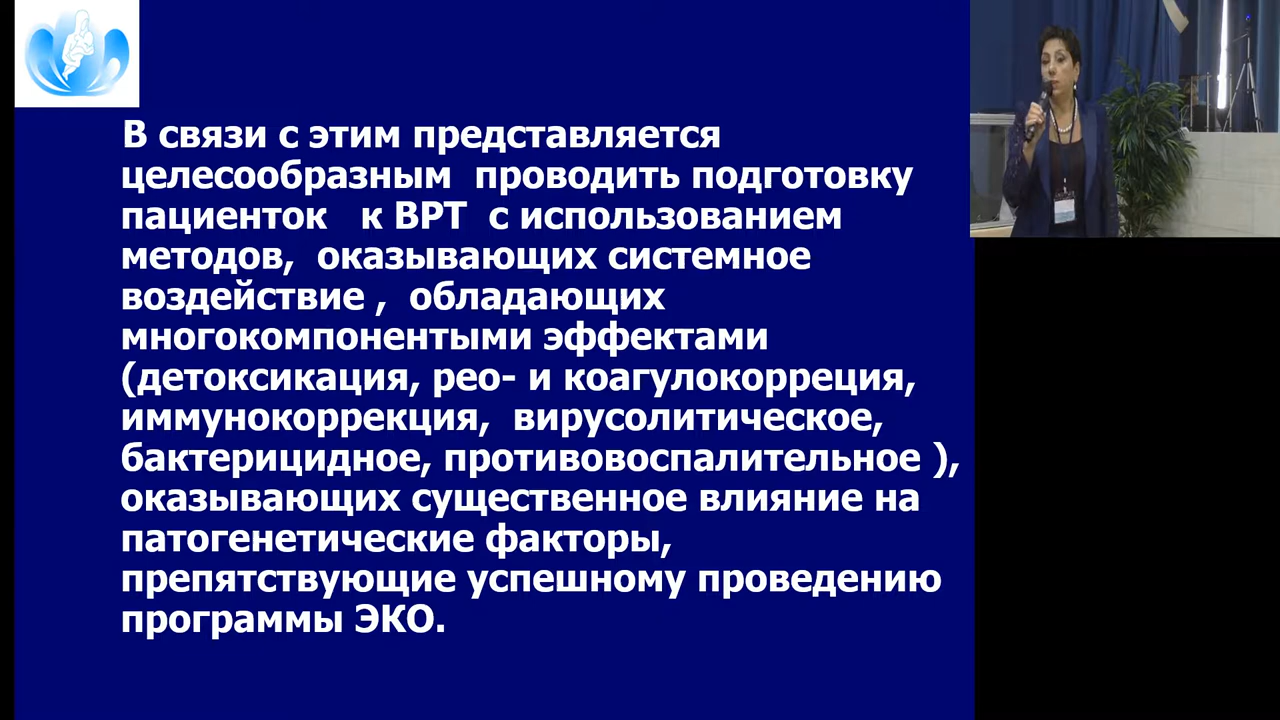 В связи с этим представляется
целесообразным проводить подготовку
пациенток к ВРТ с использованием
методов, оказывающих системное
воздействие , обладающих
многокомпонентыми эффектами
(детоксикация, рео- и коагулокорреция,
иммунокоррекция, вирусолитическое,
бактерицидное, противовоспалительное ),
оказывающих существенное влияние на
патогенетические факторы,
препятствующие успешному проведению
программы ЭКО.